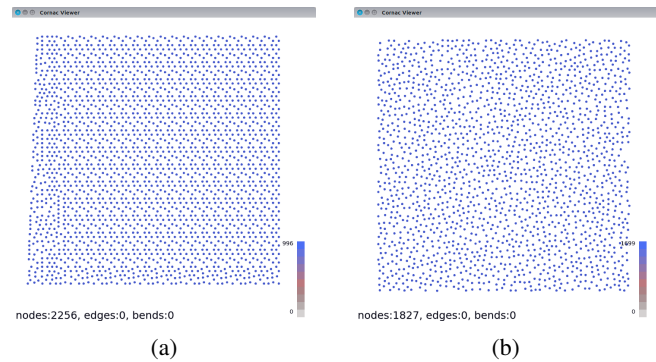 Cornac Viewer
996
0
nodes:2256, edges:0, bends:0
(a)
Cornac Viewer
0
nodes:1827, edges:0, bends:0
(b)